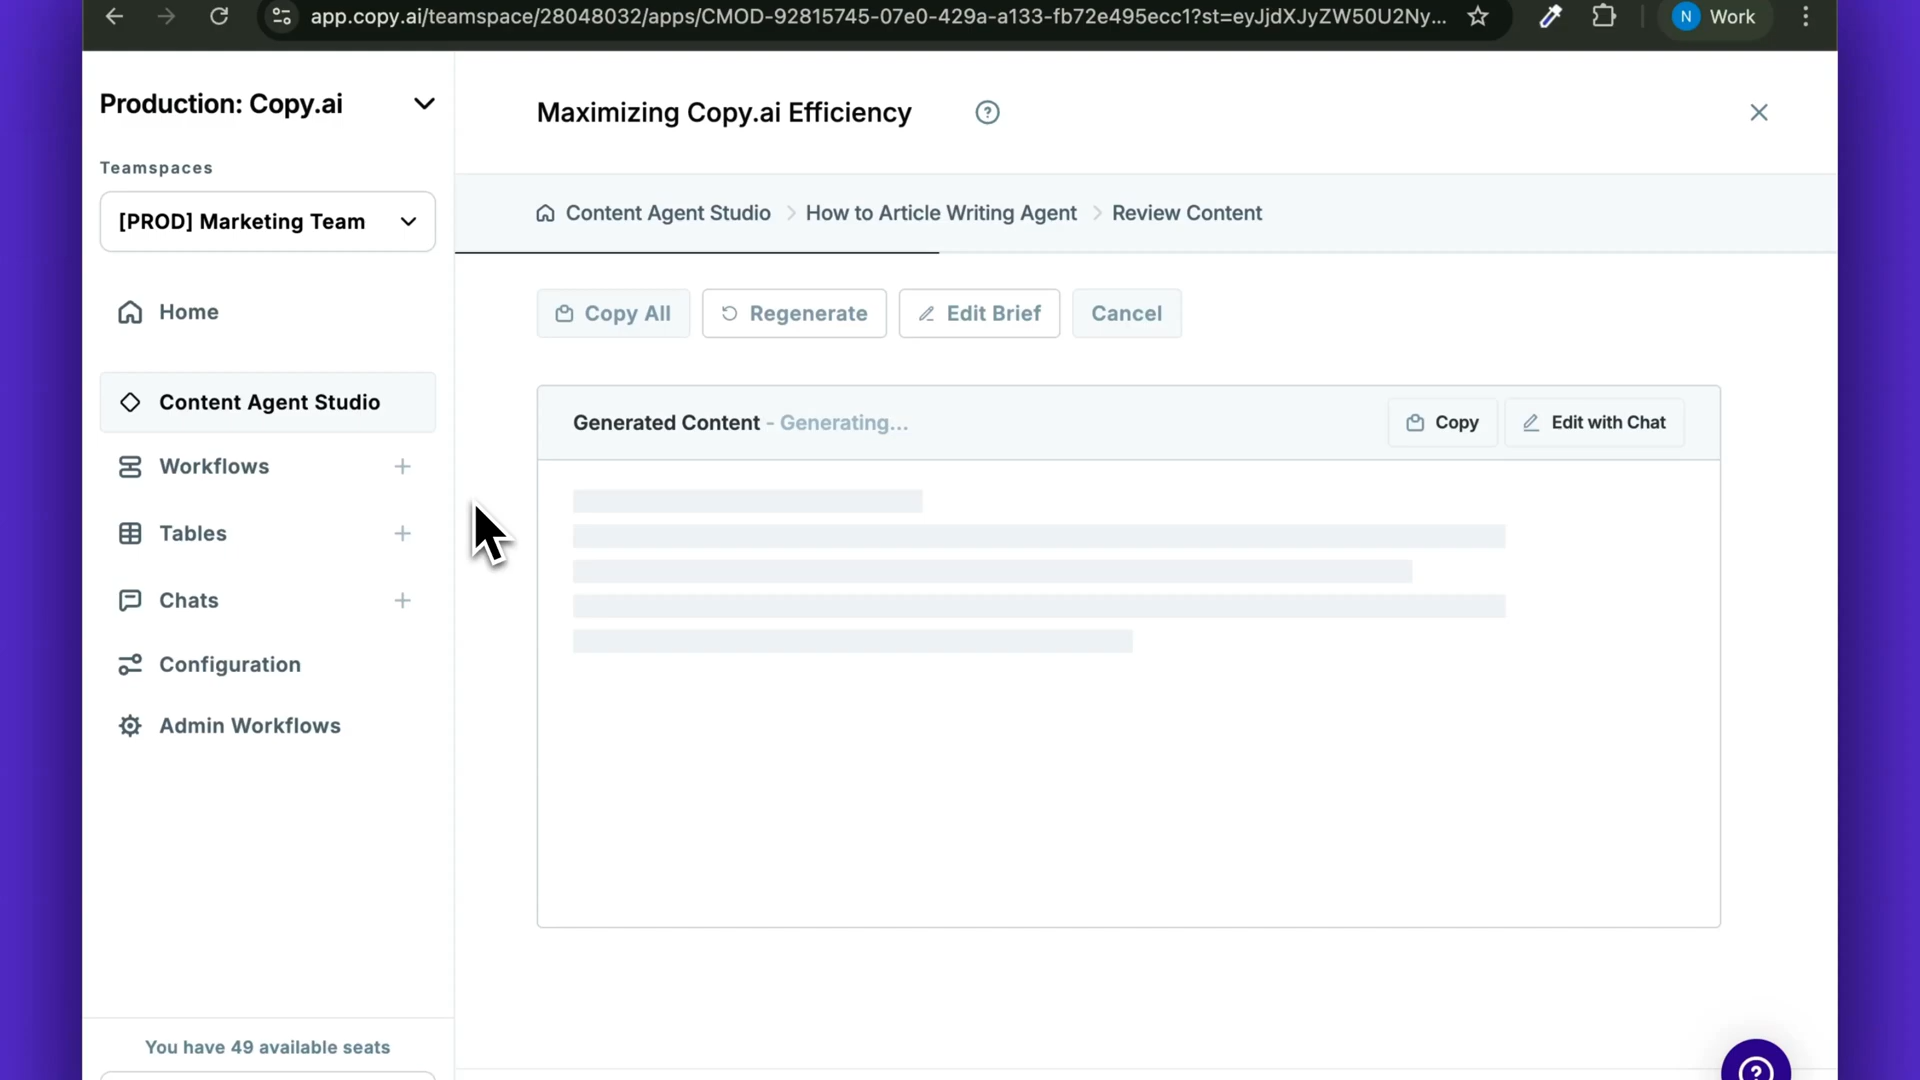 app.copy.ai/teamspace/28048032/apps/CMOD-92815745-07e0-429a-a133-fb72e495ecc1?st=eyJjdXJyZW50U2Ny...
N Work
Production: Copy.ai
Teamspaces
[PROD] Marketing Team
Home
Content Agent Studio
Workflows
Tables
Chats
Configuration
Admin Workflows
You have 49 available seats
Maximizing Copy.ai Efficiency
Content Agent Studio > How to Article Writing Agent > Review Content
Copy All Regenerate Edit Brief Cancel
Generated Content - Generating... Copy Edit with Chat